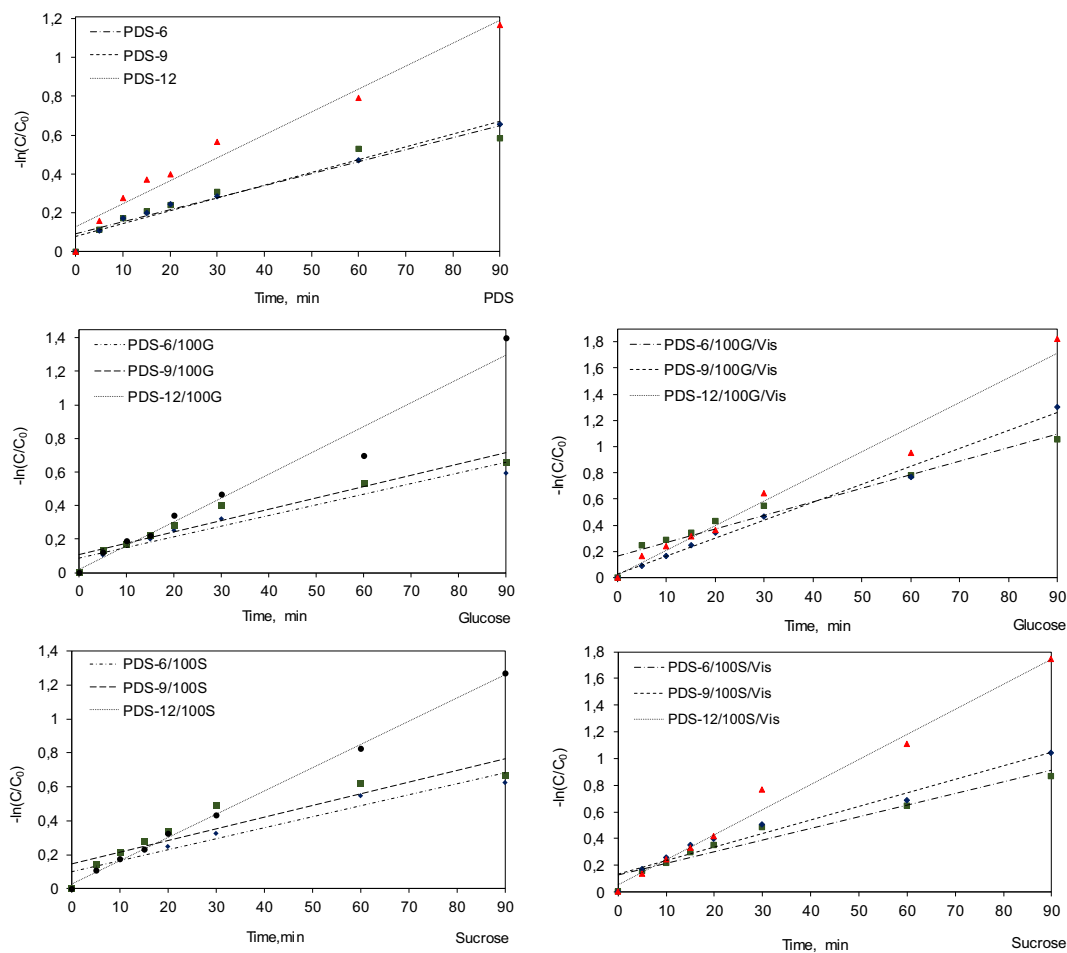 1,2
1
0,8
0,6
0,4
0,2
0
-ln(C/C0)
PDS-6
PDS-9
PDS-12
0 10 20 30 40 50 60 70 80 90
Time, min
PDS
1,4
1,2
1
0,8
0,6
0,4
0,2
0
-ln(C/C0)
PDS-6/100G
PDS-9/100G
PDS-12/100G
0 10 20 30 40 50 60 70 80 90
Time, min
Glucose
1,8
1,6
1,4
1,2
1
0,8
0,6
0,4
0,2
0
-ln(C/C0)
PDS-6/100G/Vis
PDS-9/100G/Vis
PDS-12/100G/Vis
0 10 20 30 40 50 60 70 80 90
Time, min
Glucose
1,4
1,2
1
0,8
0,6
0,4
0,2
0
-ln(C/C0)
PDS-6/100S
PDS-9/100S
PDS-12/100S
0 10 20 30 40 50 60 70 80 90
Time,min
Sucrose
1,8
1,6
1,4
1,2
1
0,8
0,6
0,4
0,2
0
-ln(C/C0)
PDS-6/100S/Vis
PDS-9/100S/Vis
PDS-12/100S/Vis
0 10 20 30 40 50 60 70 80 90
Time, min
Sucrose